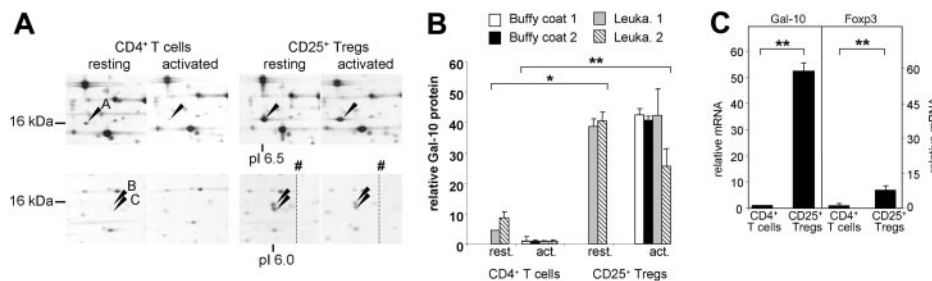 A
CD4+ T cells
CD25+ Tregs
resting
activated
resting
activated
A
16 kDa
pI 6.5
#
#
B
C
16 kDa
pI 6.0
B
Buffy coat 1
Leuka. 1
Buffy coat 2
Leuka. 2
**
*
relative Gal-10 protein
60
50
40
30
20
10
0
rest.
act.
rest.
act.
CD4+ T cells
CD25+ Tregs
C
Gal-10
Foxp3
**
**
relative mRNA
60
50
40
30
20
10
0
60
45
30
15
0
relative mRNA
CD4+
T cells
CD25+
Tregs
CD4+
T cells
CD25+
Tregs